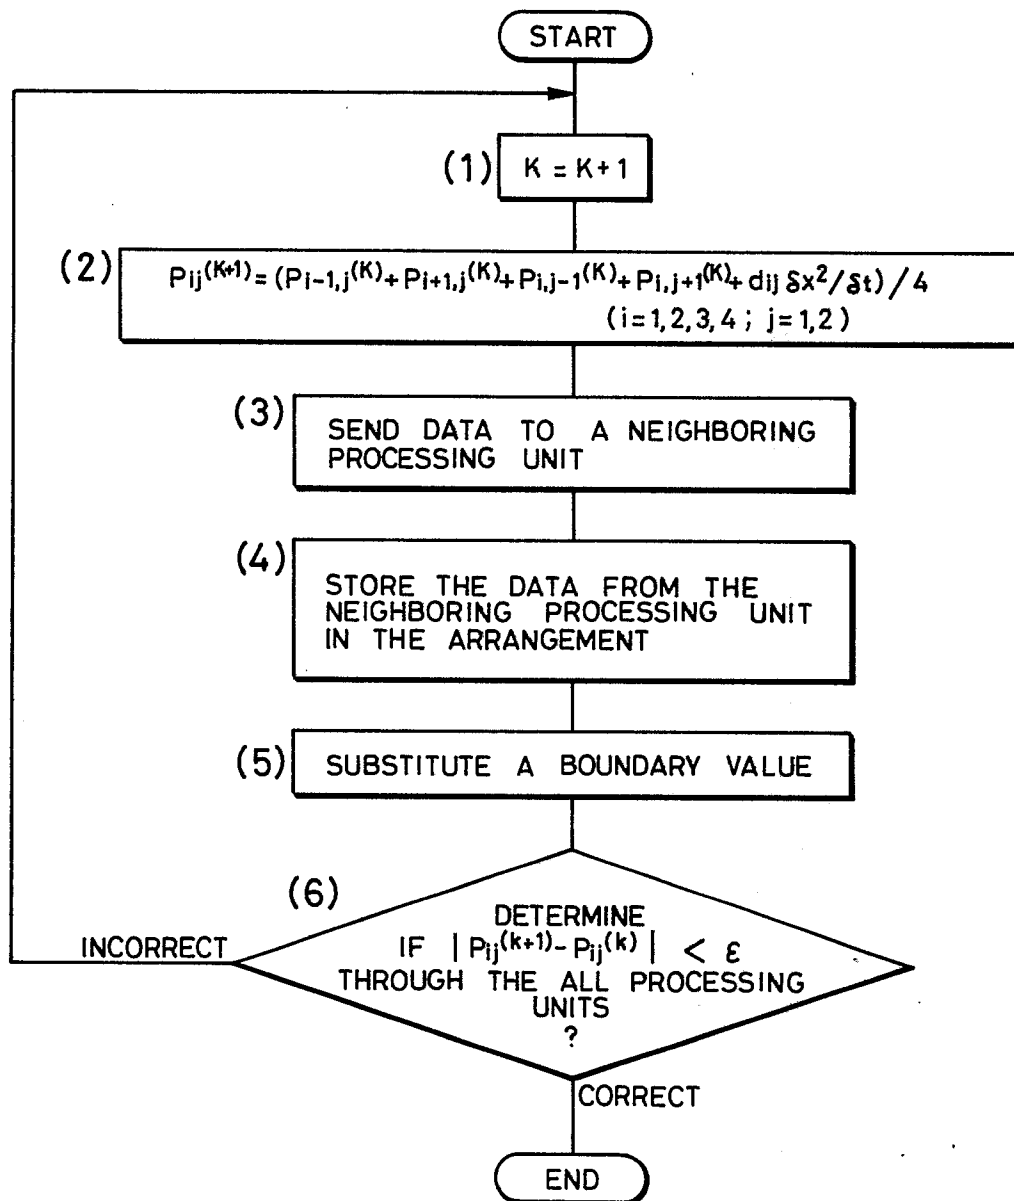 START
(1) K = K+1
(2) Pij^(K+1) = (Pi-1,j^(K) + Pi+1,j^(K) + Pi,j-1^(K) + Pi,j+1^(K) + dij δx²/δt) / 4
(i=1,2,3,4 ; j=1,2)
(3) SEND DATA TO A NEIGHBORING
PROCESSING UNIT
(4) STORE THE DATA FROM THE
NEIGHBORING PROCESSING UNIT
IN THE ARRANGEMENT
(5) SUBSTITUTE A BOUNDARY VALUE
(6)
DETERMINE
IF |Pij^(k+1) - Pij^(k)| < ε
THROUGH THE ALL PROCESSING
UNITS
?
INCORRECT
CORRECT
END